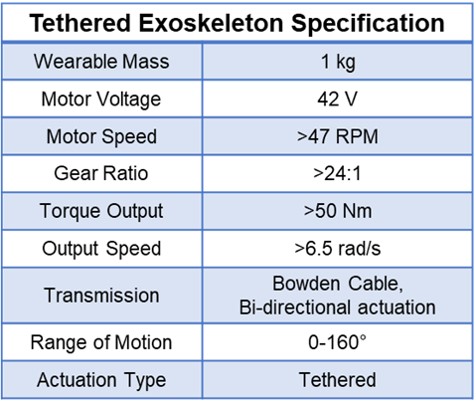 Tethered Exoskeleton Specification
Wearable Mass 1 kg
Motor Voltage 42 V
Motor Speed >47 RPM
Gear Ratio >24:1
Torque Output >50 Nm
Output Speed >6.5 rad/s
Transmission Bowden Cable,
Bi-directional actuation
Range of Motion 0-160°
Actuation Type Tethered